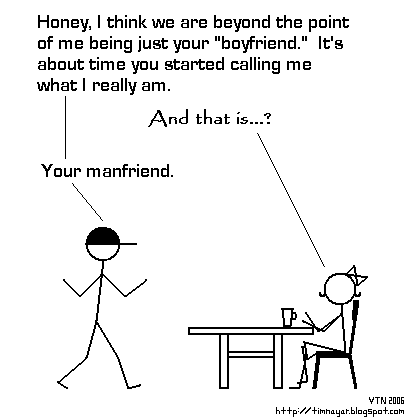 Honey, I think we are beyond the point
of me being just your "boyfriend." It's
about time you started calling me
what I really am.
And that is...?
Your manfriend.
YTN 2006
http://timnayar.blogspot.com